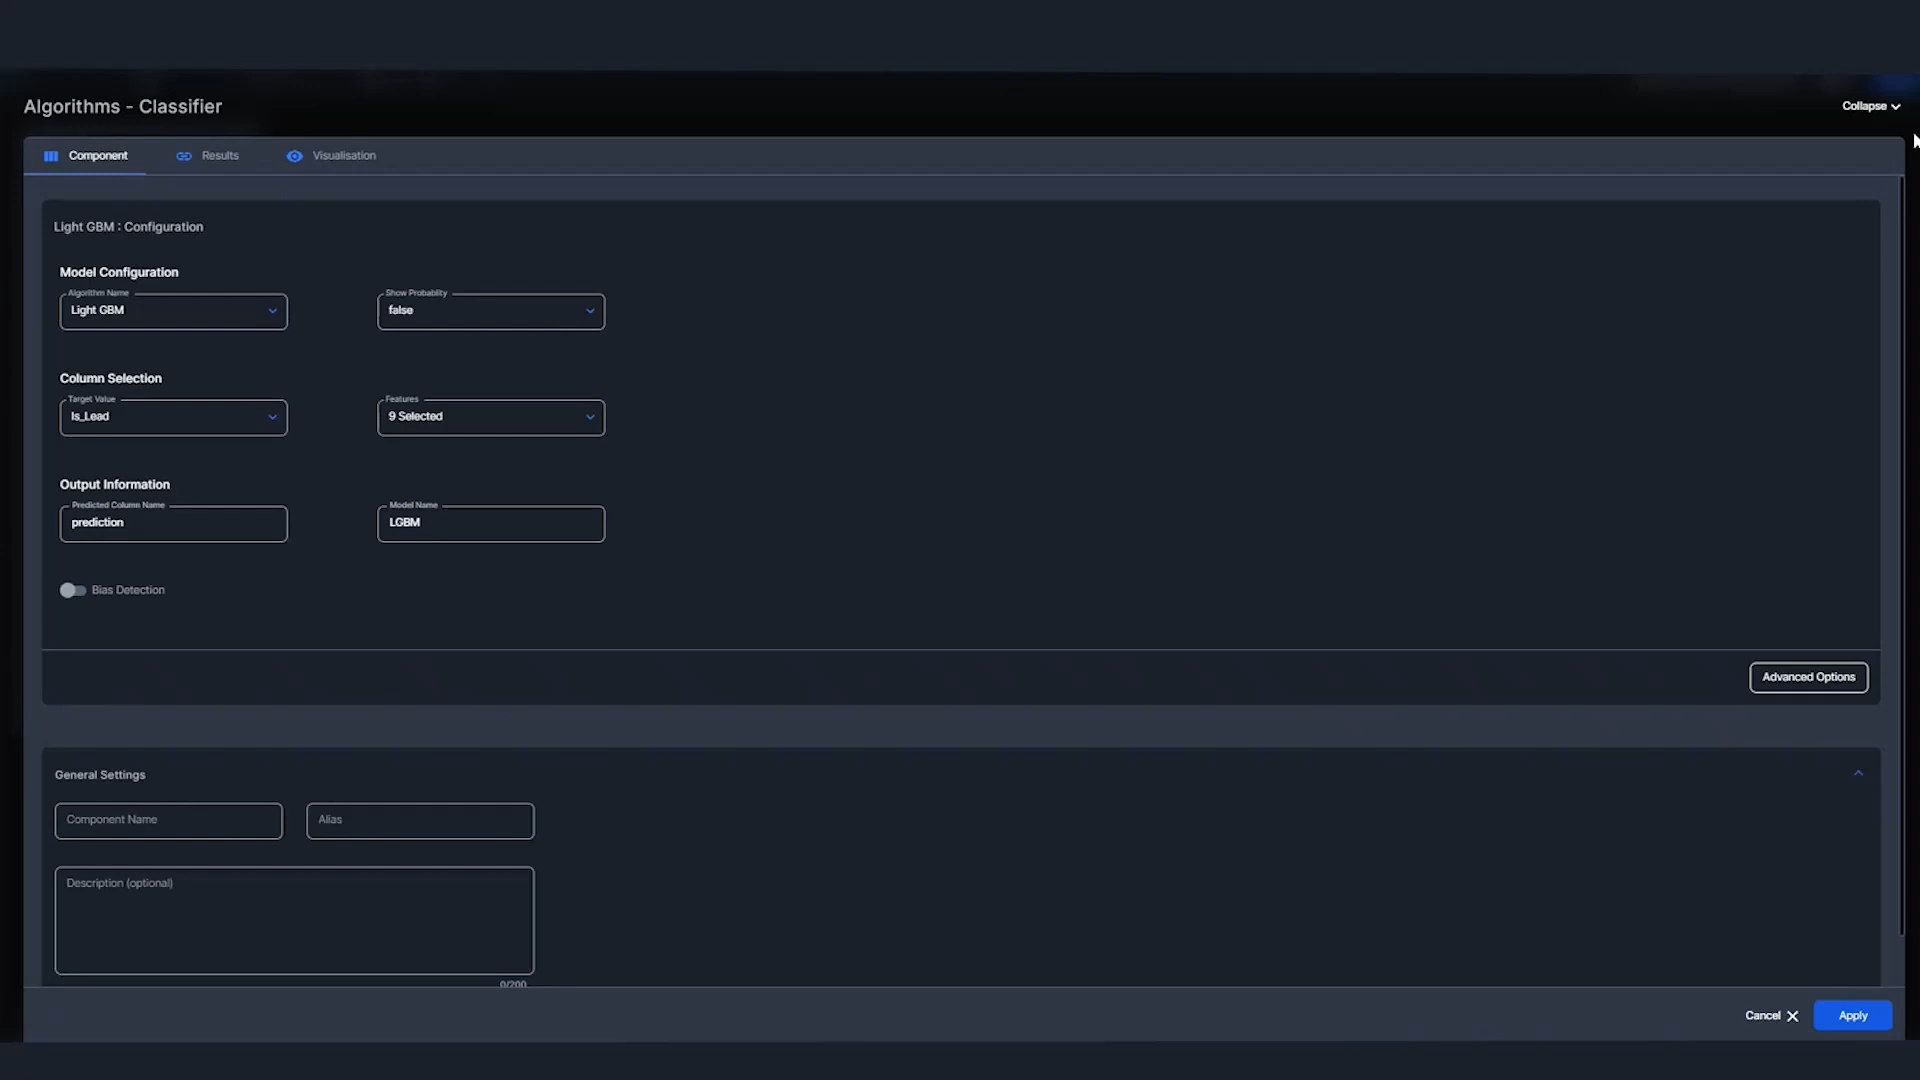 Algorithms - Classifier
Collapse
Component Results Visualisation
Light GBM : Configuration
Model Configuration
Algorithm Name Show Probablity
Light GBM false
Column Selection
Target Value Features
Is_Lead 9 Selected
Output Information
Predicted Column Name Model Name
prediction LGBM
Bias Detection
Advanced Options
General Settings
Component Name Alias
Description (optional)
0/200
Cancel Apply